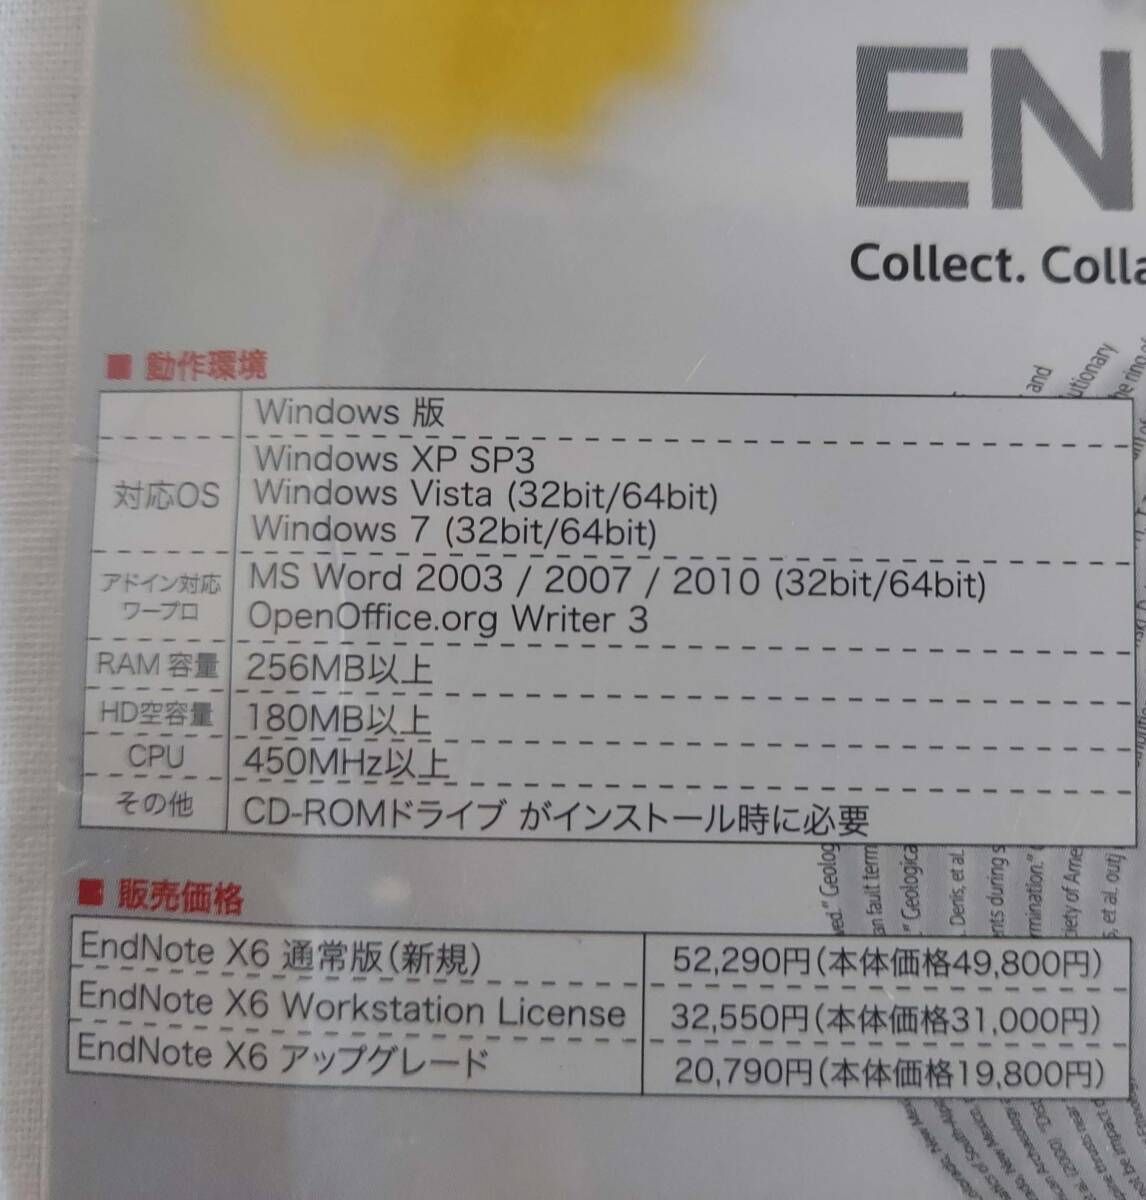 EN
Collect. Colla
■ 動作環境
Windows 版
対応OS
Windows XP SP3
Windows Vista (32bit/64bit)
Windows 7 (32bit/64bit)
アドイン対応
ワープロ
MS Word 2003 / 2007 / 2010 (32bit/64bit)
OpenOffice.org Writer 3
RAM 容量 256MB以上
HD空容量 180MB以上
CPU 450MHz以上
その他 CD-ROMドライブ がインストール時に必要
■ 販売価格
EndNote X6 通常版(新規) 52,290円(本体価格49,800円)
EndNote X6 Workstation License 32,550円(本体価格31,000円)
EndNote X6 アップグレード 20,790円(本体価格19,800円)
and
lutionary